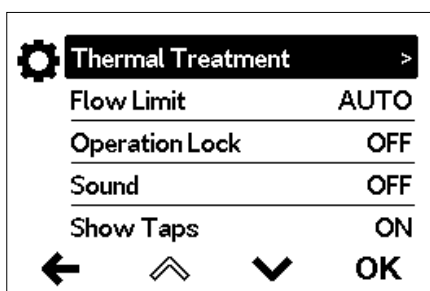 Thermal Treatment >
Flow Limit AUTO
Operation Lock OFF
Sound OFF
Show Taps ON
OK